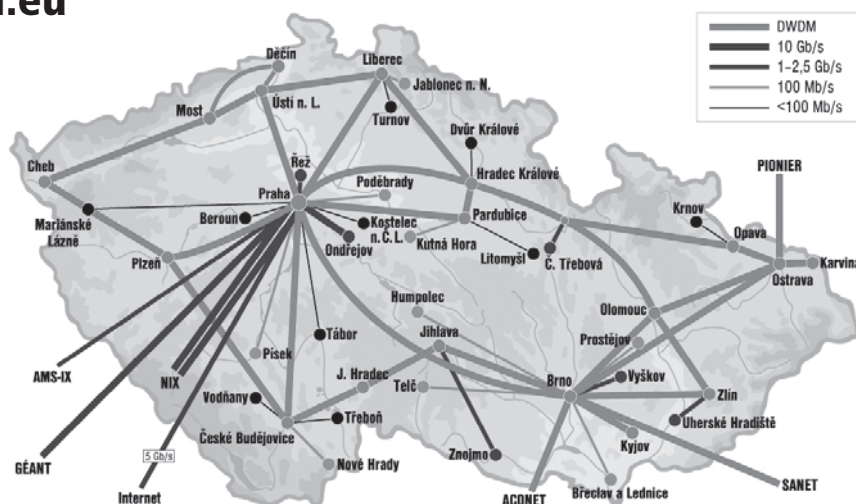 .eu
DWDM
10 Gb/s
1–2,5 Gb/s
100 Mb/s
<100 Mb/s
Děčín
Liberec
Jablonec n. N.
Most
Ústí n. L.
Turnov
Dvůr Králové
Cheb
Řež
Hradec Králové
PIONIER
Praha
Poděbrady
Mariánské
Lázně
Beroun
Kostelec
n.Č.L.
Pardubice
Krnov
Opava
Ondřejov
Kutná Hora
Plzeň
Litomyšl
Č. Třebová
Ostrava
Karviná
Humpolec
Olomouc
Jihlava
Prostějov
Tábor
Písek
AMS-IX
NIX
J. Hradec
Telč
Brno
Vyškov
Zlín
Vodňany
Třeboň
Uherské Hradiště
České Budějovice
Kyjov
GÉANT
5 Gb/s
Nové Hrady
Znojmo
SANET
Internet
ACONET
Břeclav a Lednice